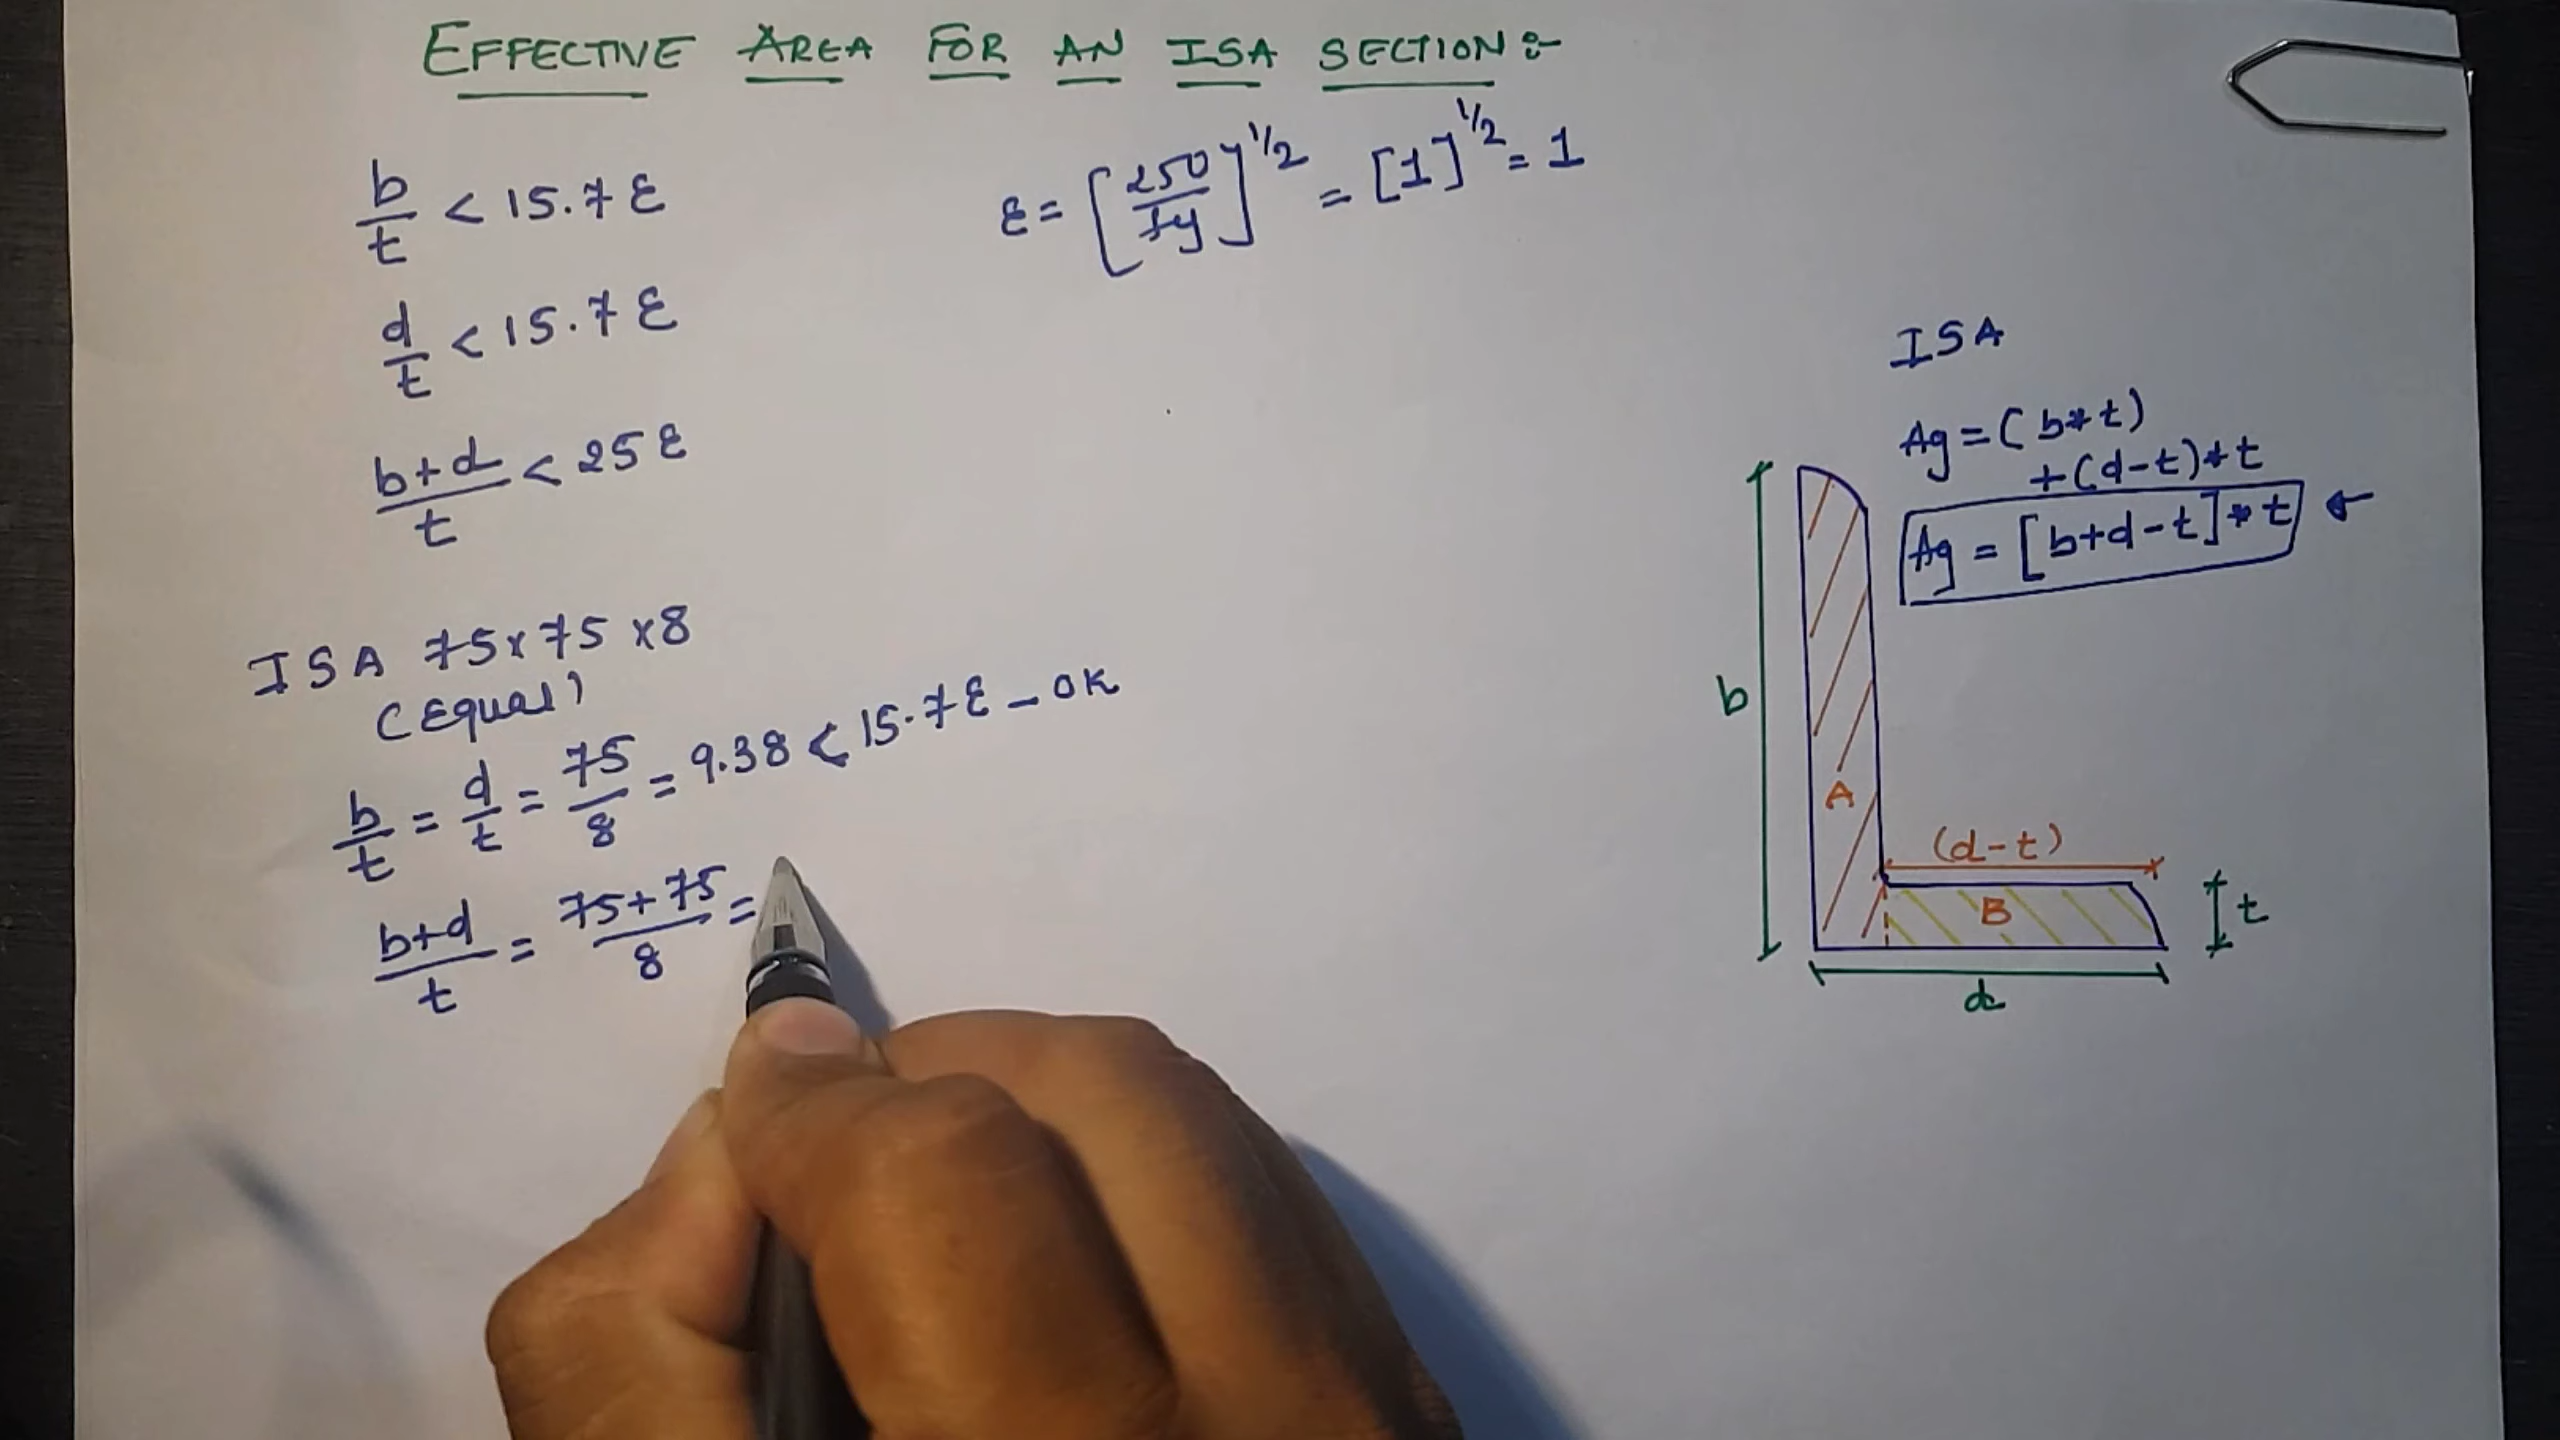 EFFECTIVE AREA FOR AN ISA SECTION:-
b/t < 15.7 ε
ε = [250/fy]^1/2 = [1]^1/2 = 1
d/t < 15.7 ε
b+d/t < 25 ε
ISA 75x75x8
(Equal)
b/t = d/t = 75/8 = 9.38 < 15.7 ε - OK
b+d/t = 75+75/8 =
ISA
Ag = (b*t)
+(d-t)*t
Ag = [b+d-t]*t ←
b
A
(d-t)
B
t
d